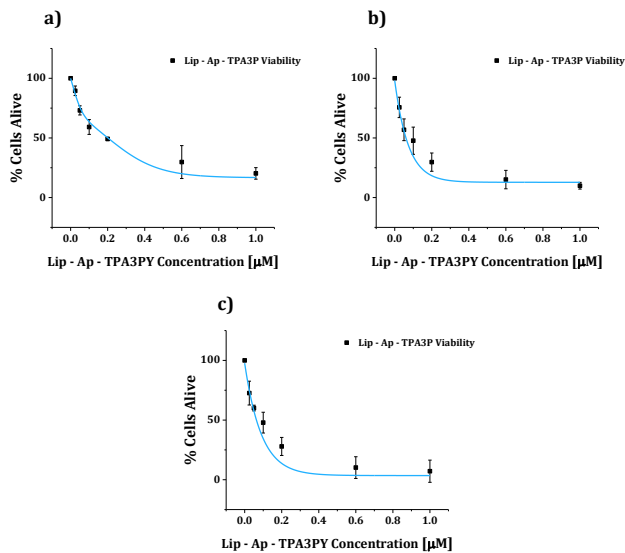 a)
Lip - Ap - TPA3P Viability
% Cells Alive
100
50
0
0.0 0.2 0.4 0.6 0.8 1.0
Lip - Ap - TPA3PY Concentration [μM]
b)
Lip - Ap - TPA3P Viability
% Cells Alive
100
50
0
0.0 0.2 0.4 0.6 0.8 1.0
Lip - Ap - TPA3PY Concentration [μM]
c)
Lip - Ap - TPA3P Viability
% Cells Alive
100
50
0
0.0 0.2 0.4 0.6 0.8 1.0
Lip - Ap - TPA3PY Concentration [μM]